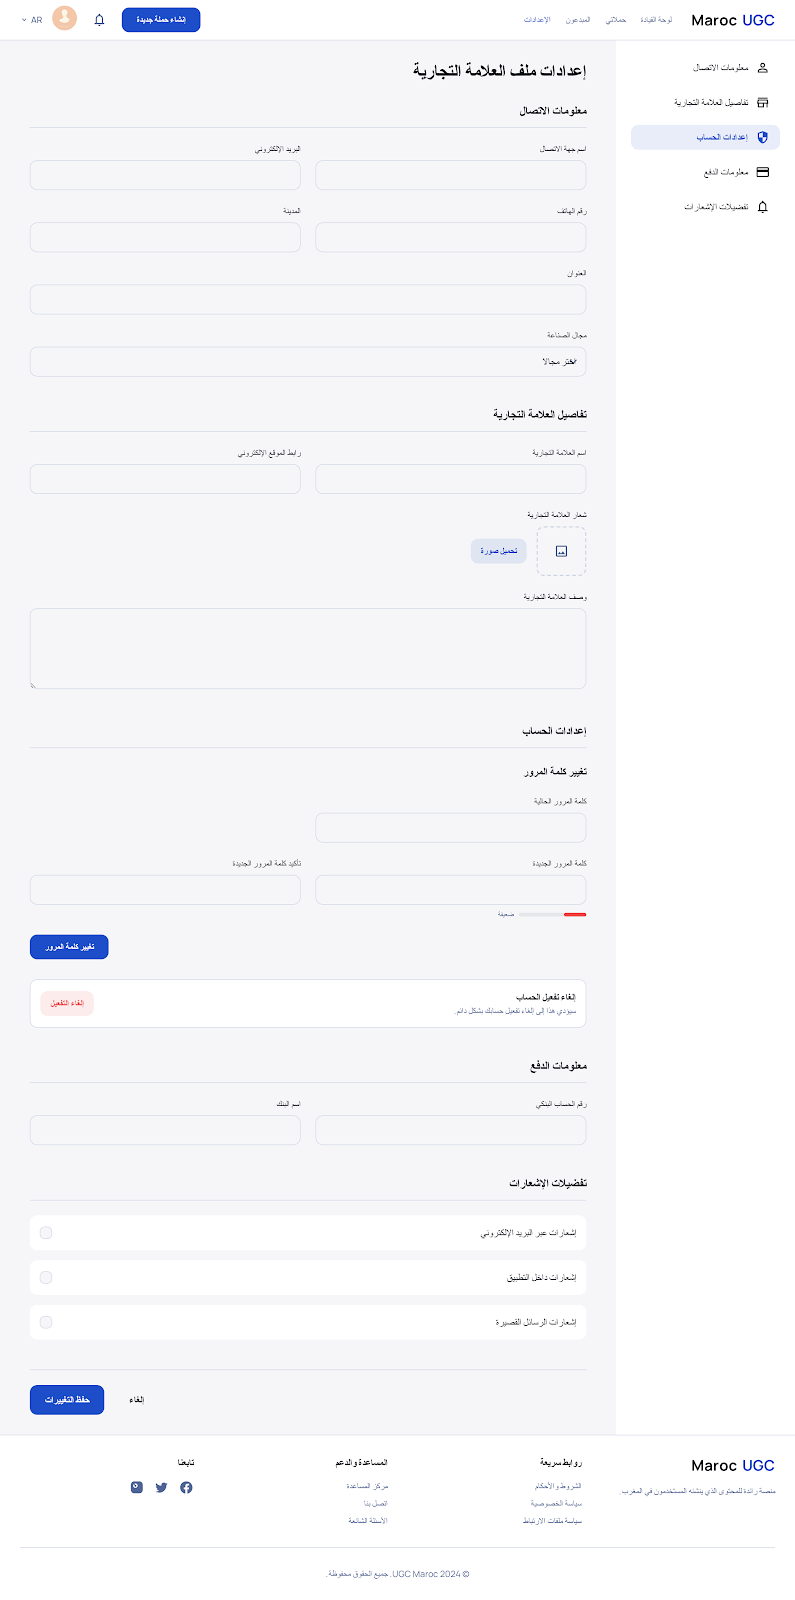 Maroc UGC
لوحة القيادة
حملاتي
المبدعون
الإعدادات
إنشاء حملة جديدة
AR
معلومات الاتصال
تفاصيل العلامة التجارية
إعدادات الحساب
معلومات الدفع
تفضيلات الإشعارات
إعدادات ملف العلامة التجارية
معلومات الاتصال
اسم جهة الاتصال
البريد الإلكتروني
رقم الهاتف
المدينة
العنوان
مجال الصناعة
اختر مجالا
تفاصيل العلامة التجارية
اسم العلامة التجارية
رابط الموقع الإلكتروني
شعار العلامة التجارية
تحميل صورة
وصف العلامة التجارية
إعدادات الحساب
تغيير كلمة المرور
كلمة المرور الحالية
كلمة المرور الجديدة
تأكيد كلمة المرور الجديدة
ضعيفة
تغيير كلمة المرور
إلغاء تفعيل الحساب
سيؤدي هذا إلى إلغاء تفعيل حسابك بشكل دائم.
إلغاء التفعيل
معلومات الدفع
رقم الحساب البنكي
اسم البنك
تفضيلات الإشعارات
إشعارات عبر البريد الإلكتروني
إشعارات داخل التطبيق
إشعارات الرسائل القصيرة
إلغاء
حفظ التغييرات
Maroc UGC
منصة رائدة للمحتوى الذي ينشئه المستخدمون في المغرب.
روابط سريعة
الشروط والأحكام
سياسة الخصوصية
سياسة ملفات الارتباط
المساعدة والدعم
مركز المساعدة
اتصل بنا
الأسئلة الشائعة
تابعنا
© 2024 UGC Maroc. جميع الحقوق محفوظة.